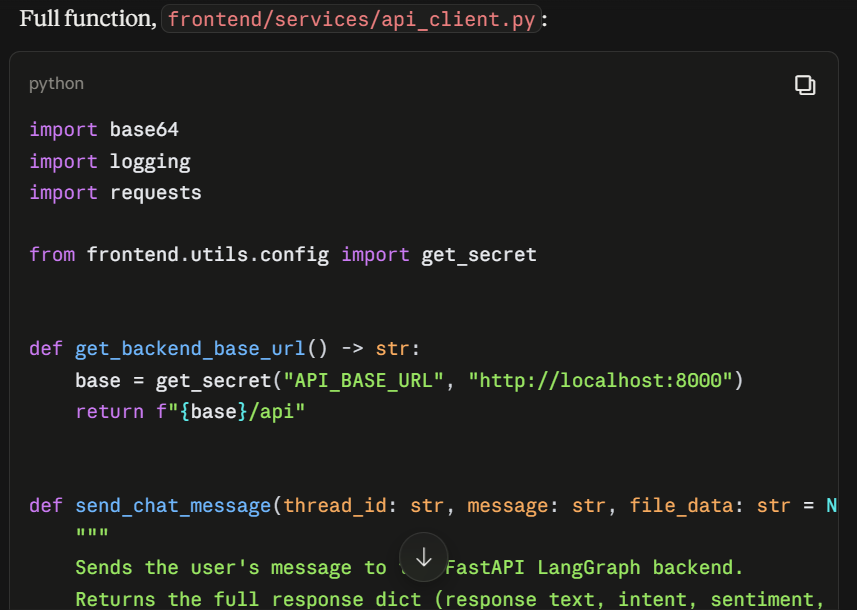 Full function, frontend/services/api_client.py:
python
import base64
import logging
import requests
from frontend.utils.config import get_secret
def get_backend_base_url() -> str:
base = get_secret("API_BASE_URL", "http://localhost:8000")
return f"{base}/api"
def send_chat_message(thread_id: str, message: str, file_data: str = N
"""
Sends the user's message to FastAPI LangGraph backend.
Returns the full response dict (response text, intent, sentiment,